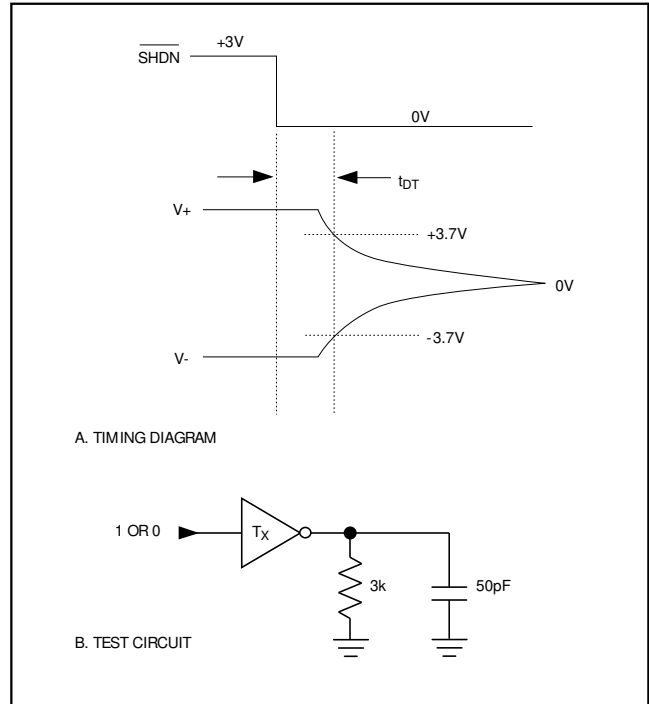 +3V
SHDN
0V
tDT
V+
+3.7V
0V
-3.7V
V-
A. TIMING DIAGRAM
1 OR 0
TX
3k
50pF
B. TEST CIRCUIT